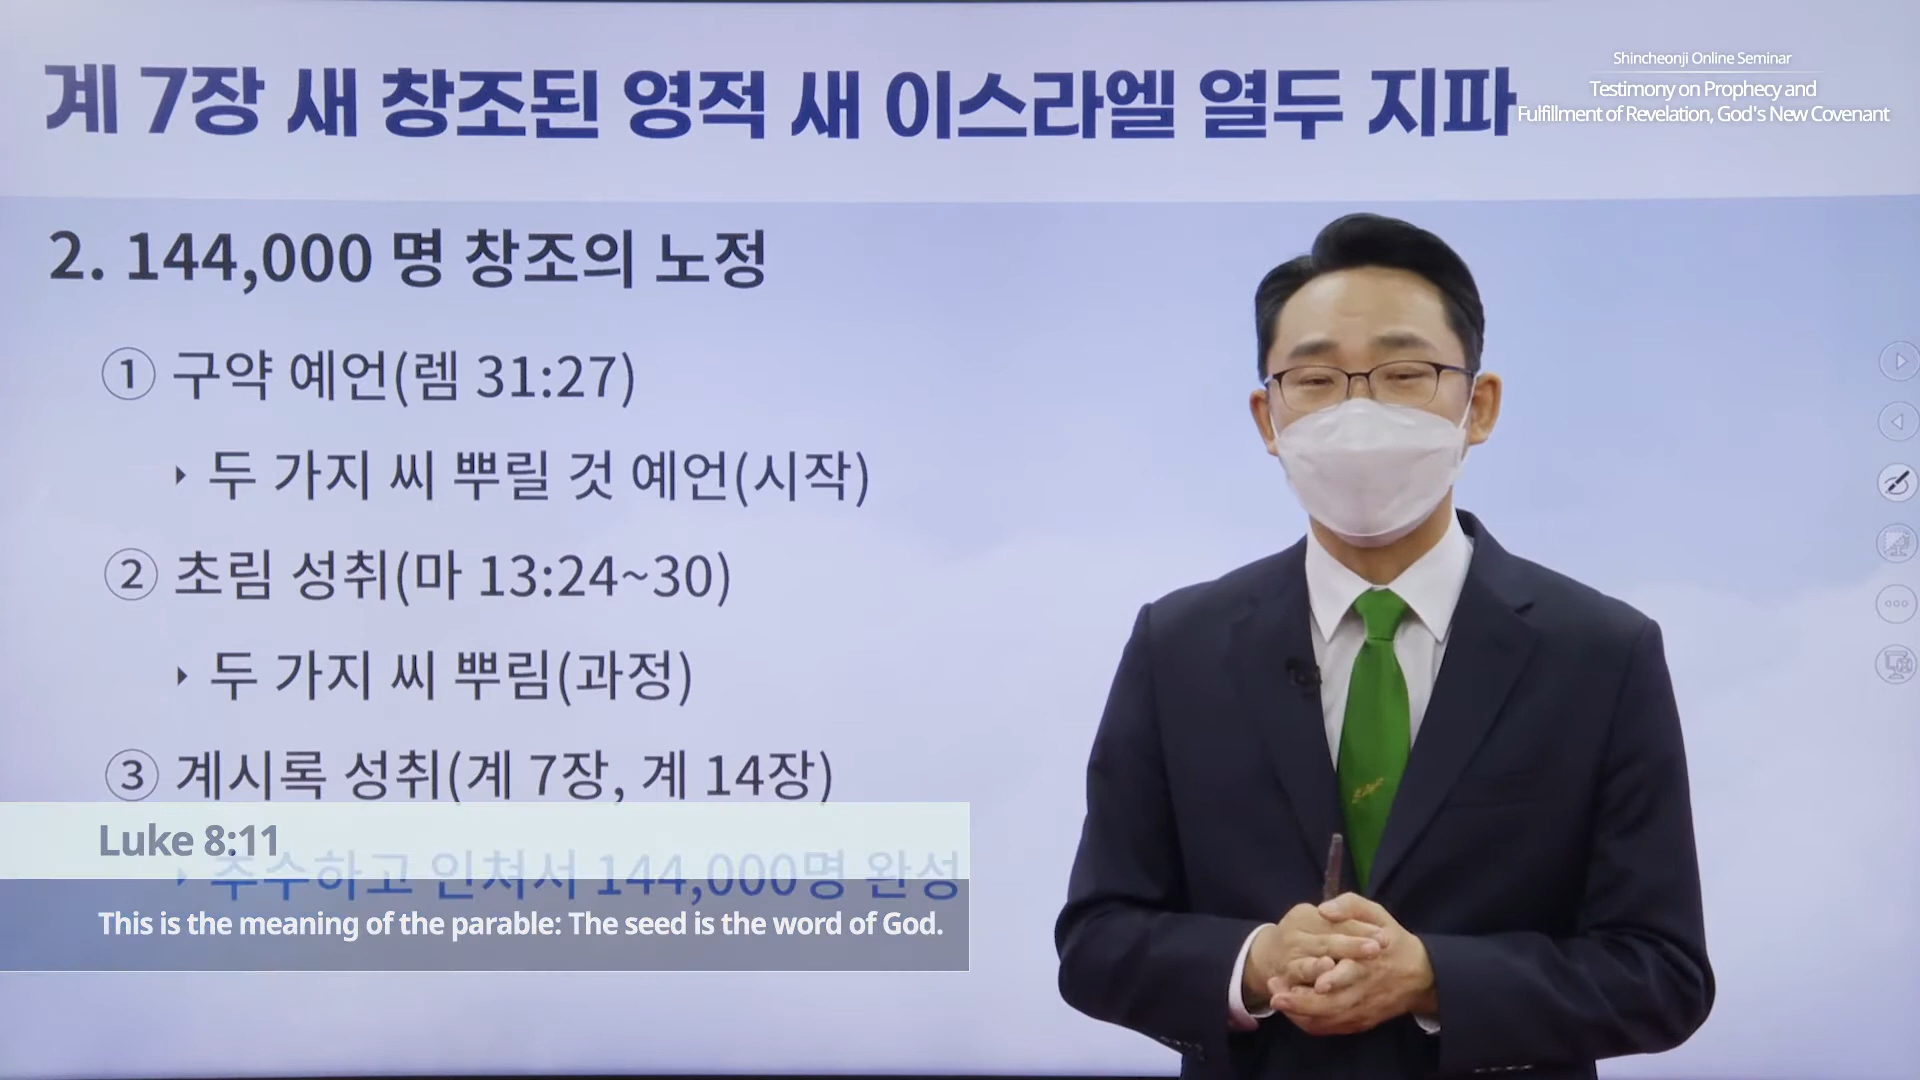 계 7장 새 창조된 영적 새 이스라엘 열두 지파
Shincheonji Online Seminar
Testimony on Prophecy and
Fulfillment of Revelation, God's New Covenant
2. 144,000 명 창조의 노정
① 구약 예언(렘 31:27)
‣ 두 가지 씨 뿌릴 것 예언(시작)
② 초림 성취(마 13:24~30)
‣ 두 가지 씨 뿌림(과정)
③ 계시록 성취(계 7장, 계 14장)
Luke 8:11
‣ 추수하고 인쳐서 144,000명 완성
This is the meaning of the parable: The seed is the word of God.